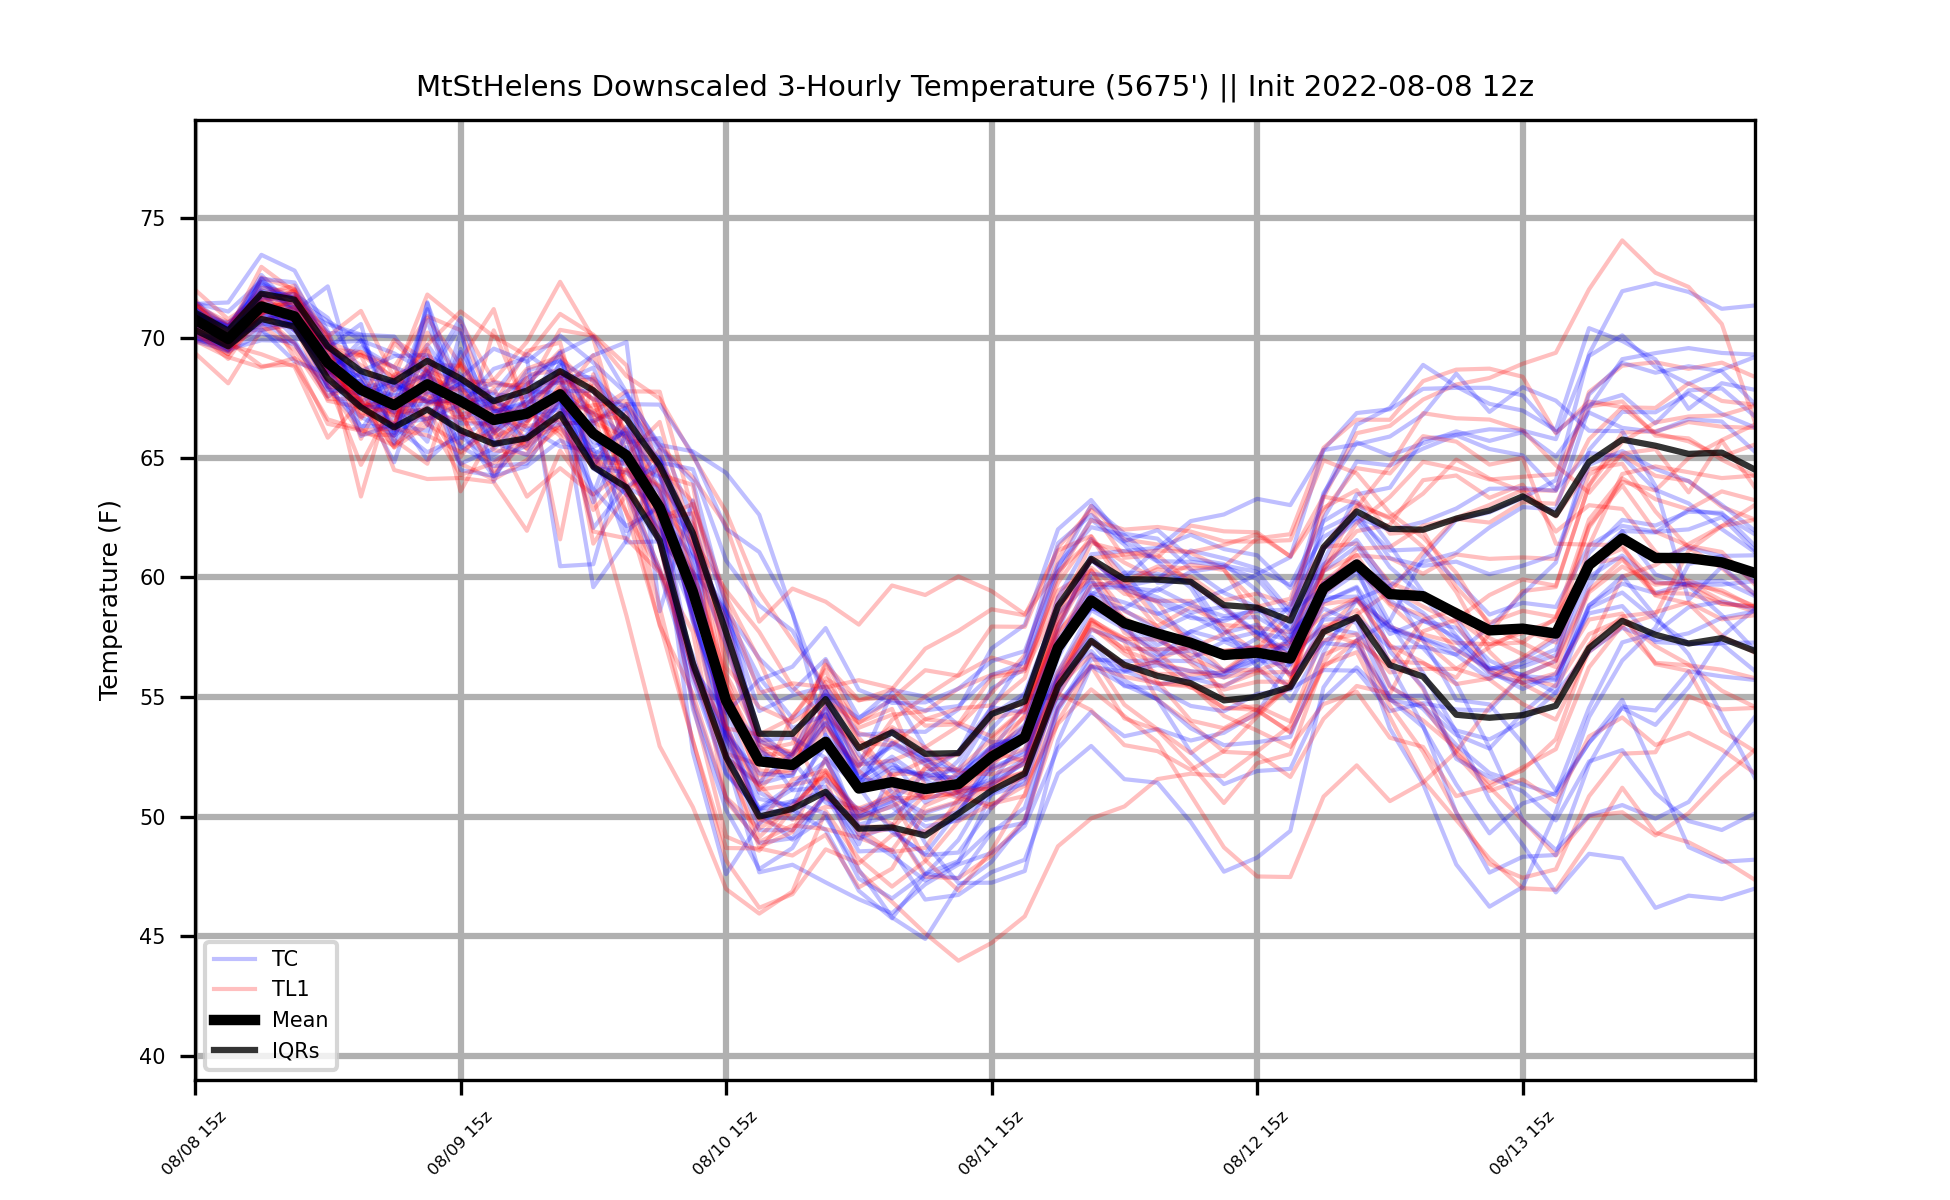 MtStHelens Downscaled 3-Hourly Temperature (5675') || Init 2022-08-08 12z
Temperature (F)
75
70
65
60
55
50
45
40
TC
TL1
Mean
IQRs
08/08 15z
08/09 15z
08/10 15z
08/11 15z
08/12 15z
08/13 15z